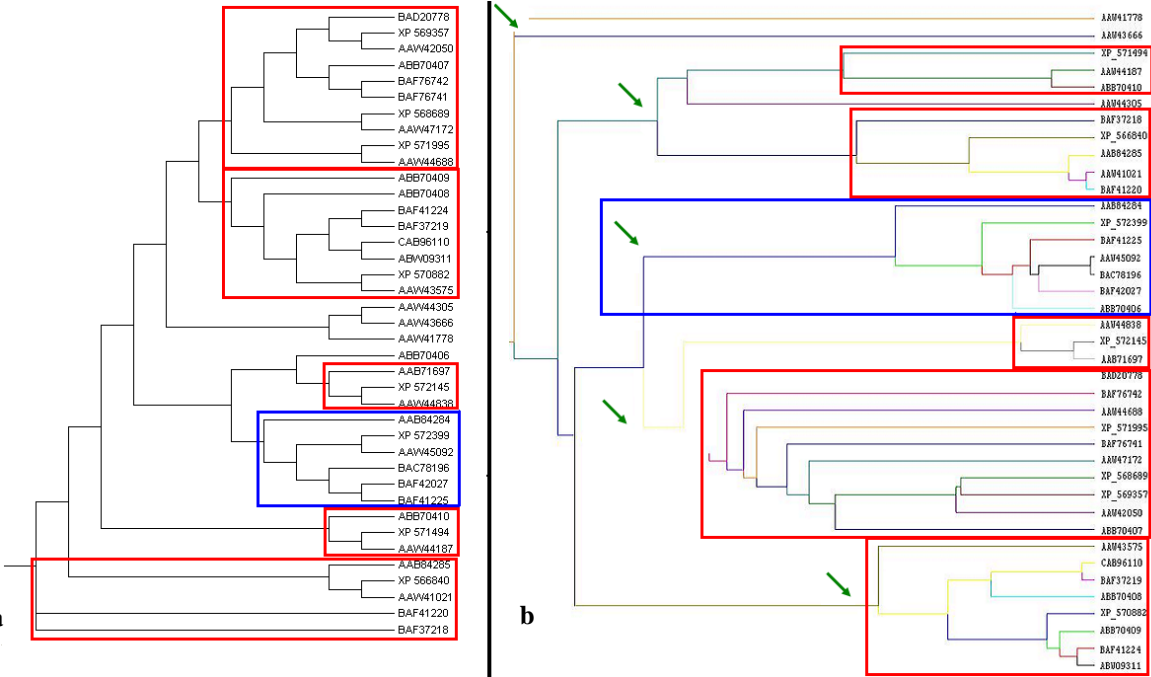 BAD20778
XP 569357
AAW42050
ABB70407
BAF76742
BAF76741
XP 568689
AAW47172
XP 571995
AAW44688
ABB70409
ABB70408
BAF41224
BAF37219
CAB96110
ABW09311
XP 570882
AAW43575
AAW44305
AAW43666
AAW41778
ABB70406
AAB71697
XP 572145
AAW44838
AAB84284
XP 572399
AAW45092
BAC78196
BAF42027
BAF41225
ABB70410
XP 571494
AAW44187
AAB84285
XP 566840
AAW41021
BAF41220
BAF37218
b
AAW41778
AAW43666
XP_571494
AAW44187
ABB70410
AAW44305
BAF37218
XP_566840
AAB84285
AAW41021
BAF41220
AAB84284
XP_572399
BAF41225
AAW45092
BAC78196
BAF42027
ABB70406
AAW44838
XP_572145
AAB71697
BAD20778
BAF76742
AAW44688
XP_571995
BAF76741
AAW47172
XP_568689
XP_569357
AAW42050
ABB70407
AAW43575
CAB96110
BAF37219
ABB70408
XP_570882
ABB70409
BAF41224
ABW09311